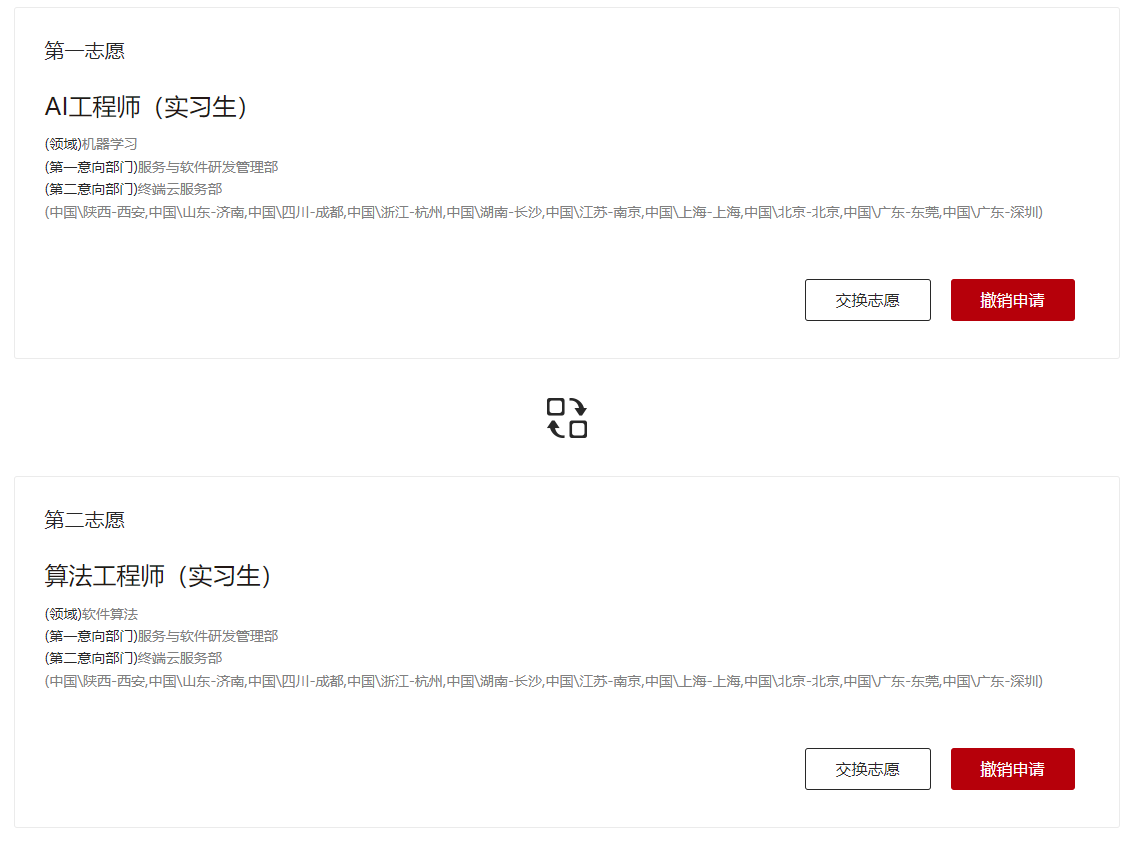 第一志愿
AI工程师（实习生）
(领域)机器学习
(第一意向部门)服务与软件研发管理部
(第二意向部门)终端云服务部
(中国\陕西-西安,中国\山东-济南,中国\四川-成都,中国\浙江-杭州,中国\湖南-长沙,中国\江苏-南京,中国\上海-上海,中国\北京-北京,中国\广东-东莞,中国\广东-深圳)
交换志愿
撤销申请
第二志愿
算法工程师（实习生）
(领域)软件算法
(第一意向部门)服务与软件研发管理部
(第二意向部门)终端云服务部
(中国\陕西-西安,中国\山东-济南,中国\四川-成都,中国\浙江-杭州,中国\湖南-长沙,中国\江苏-南京,中国\上海-上海,中国\北京-北京,中国\广东-东莞,中国\广东-深圳)
交换志愿
撤销申请